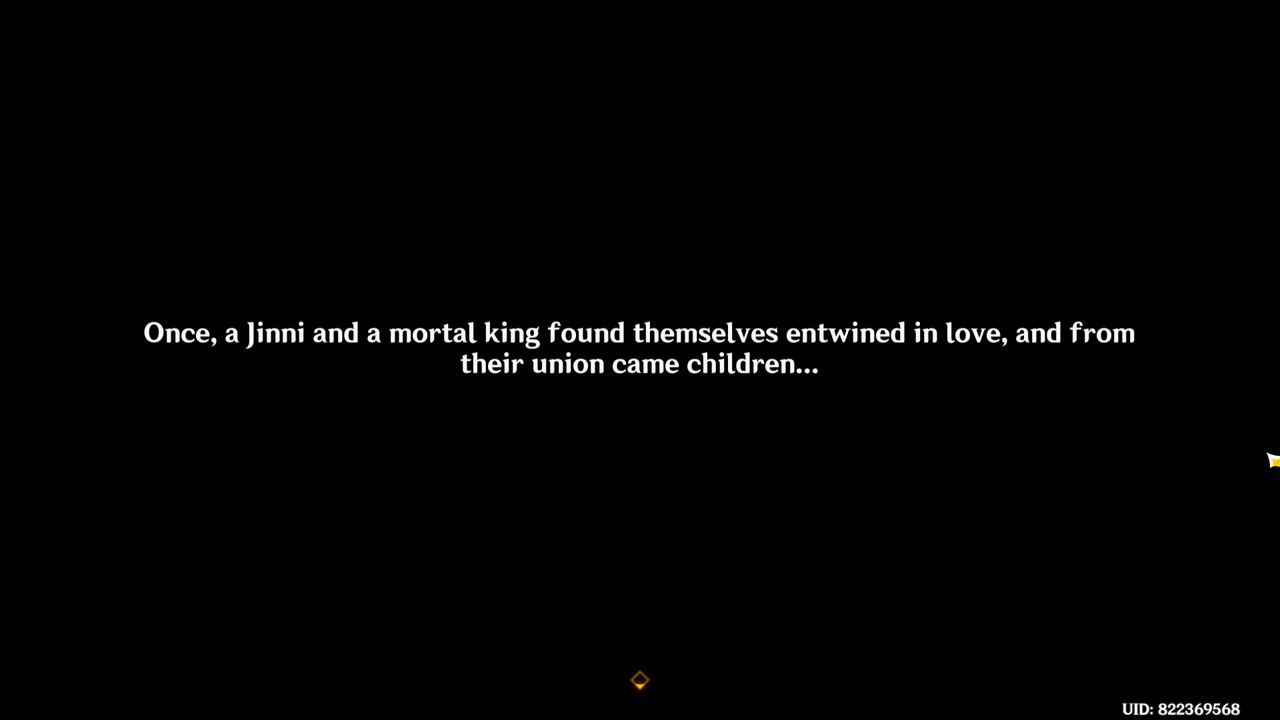 Once, a Jinni and a mortal king found themselves entwined in love, and from
their union came children...
UID: 822369568